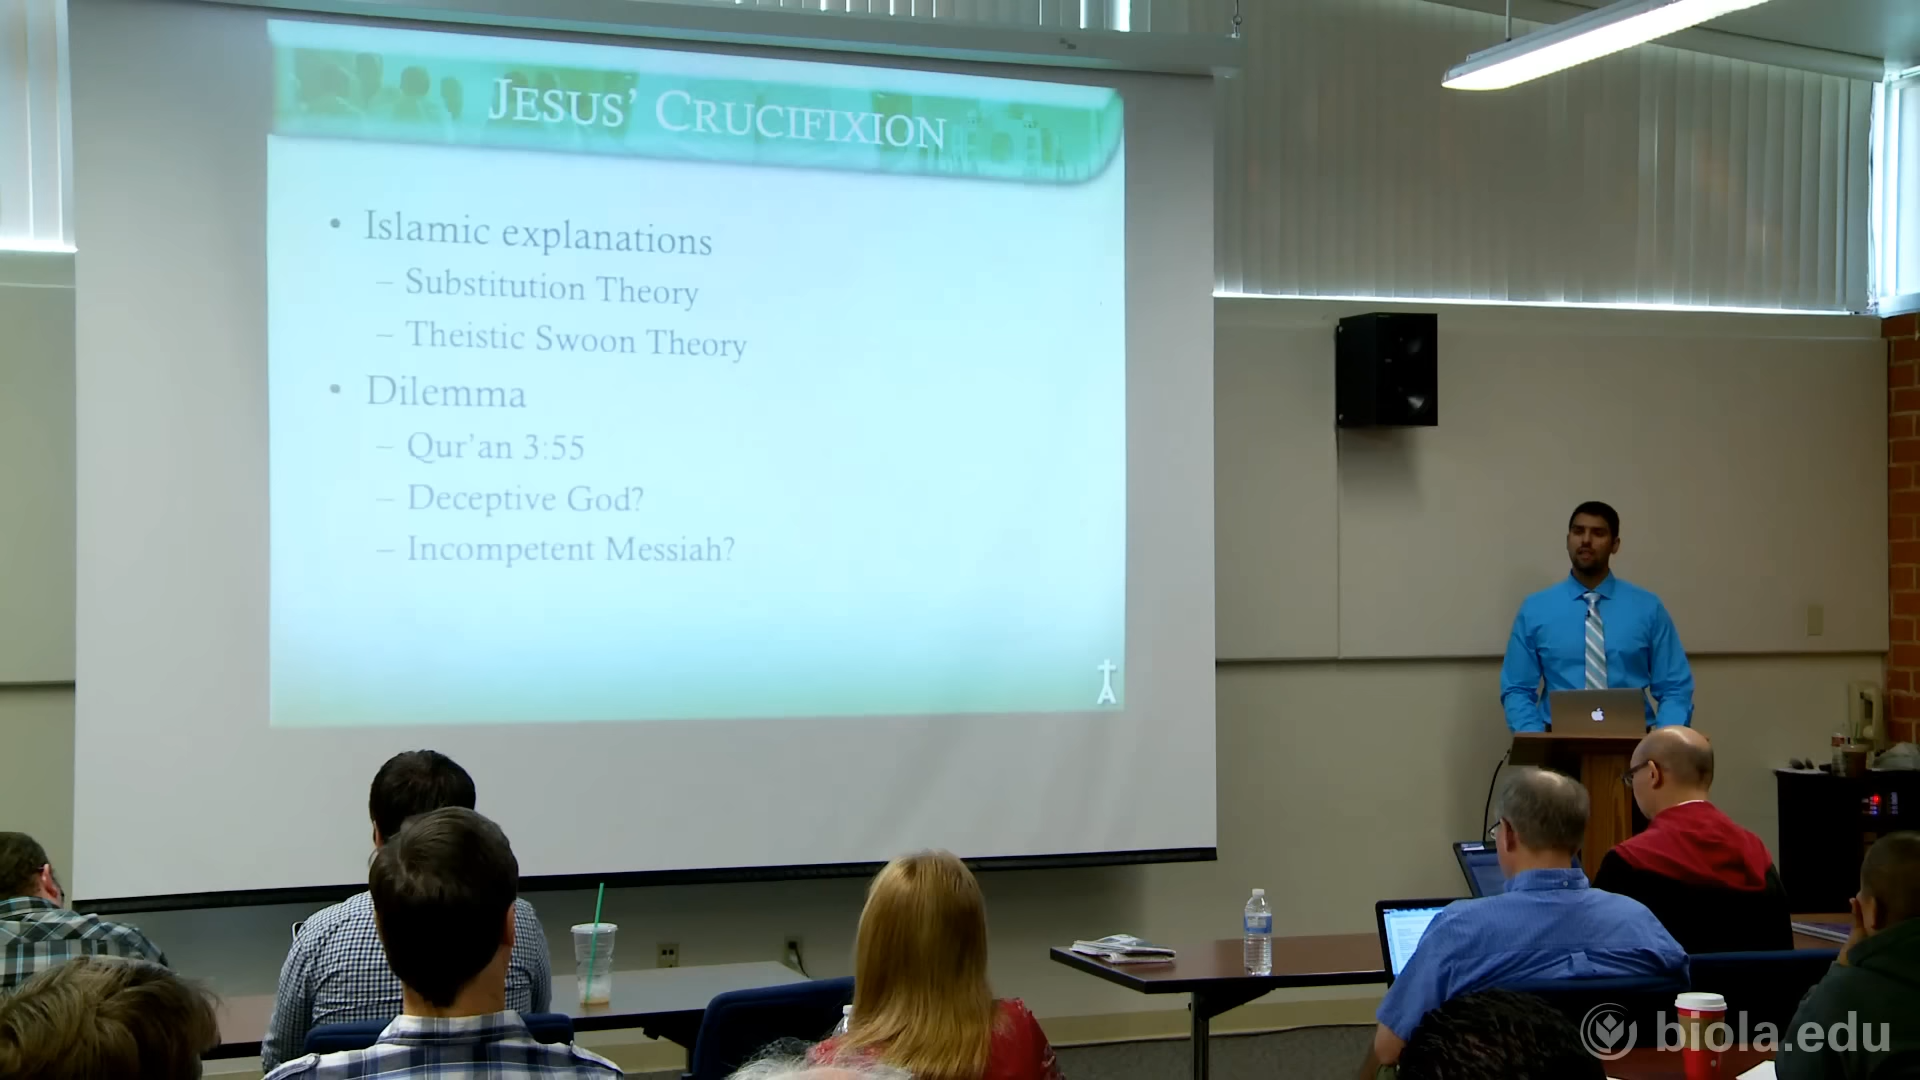 JESUS' CRUCIFIXION
• Islamic explanations
– Substitution Theory
– Theistic Swoon Theory
• Dilemma
– Qur'an 3:55
– Deceptive God?
– Incompetent Messiah?
biola.edu